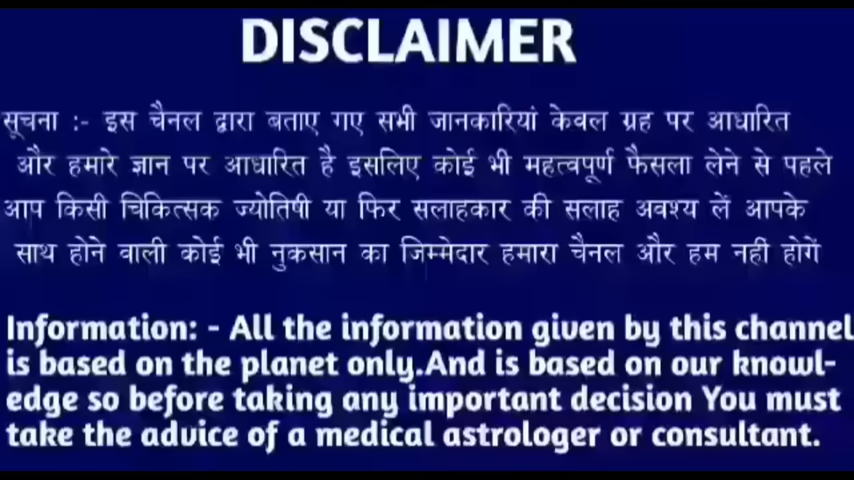 DISCLAIMER
सूचना :- इस चैनल द्वारा बताए गए सभी जानकारियां केवल ग्रह पर आधारित
और हमारे ज्ञान पर आधारित है इसलिए कोई भी महत्वपूर्ण फैसला लेने से पहले
आप किसी चिकित्सक ज्योतिषी या फिर सलाहकार की सलाह अवश्य लें आपके
साथ होने वाली कोई भी नुकसान का जिम्मेदार हमारा चैनल और हम नहीं होगें
Information: - All the information given by this channel
is based on the planet only.And is based on our knowl-
edge so before taking any important decision You must
take the advice of a medical astrologer or consultant.